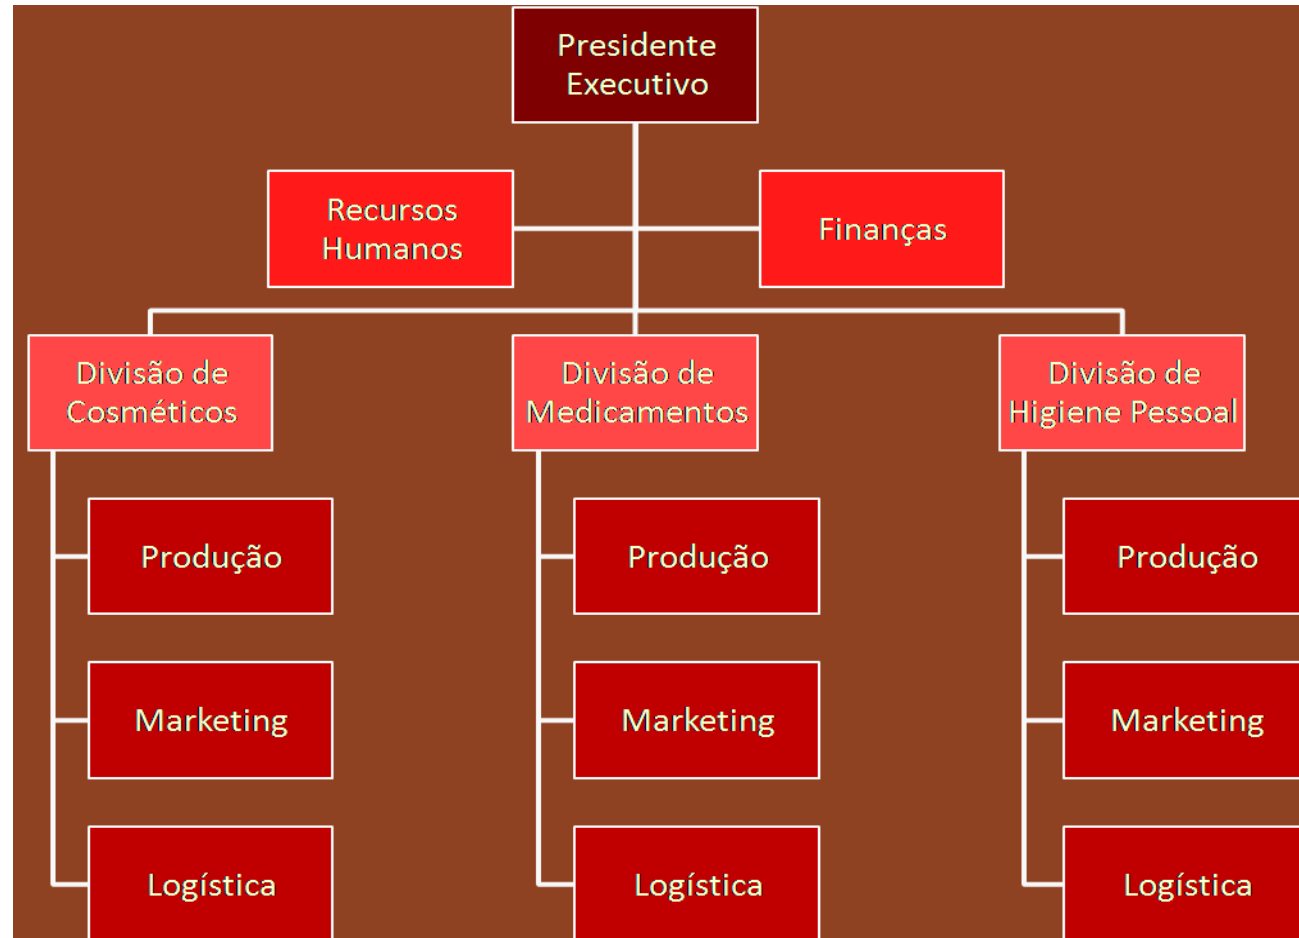 Presidente
Executivo
Recursos
Humanos
Finanças
Divisão de
Cosméticos
Divisão de
Medicamentos
Divisão de
Higiene Pessoal
Produção
Produção
Produção
Marketing
Marketing
Marketing
Logística
Logística
Logística